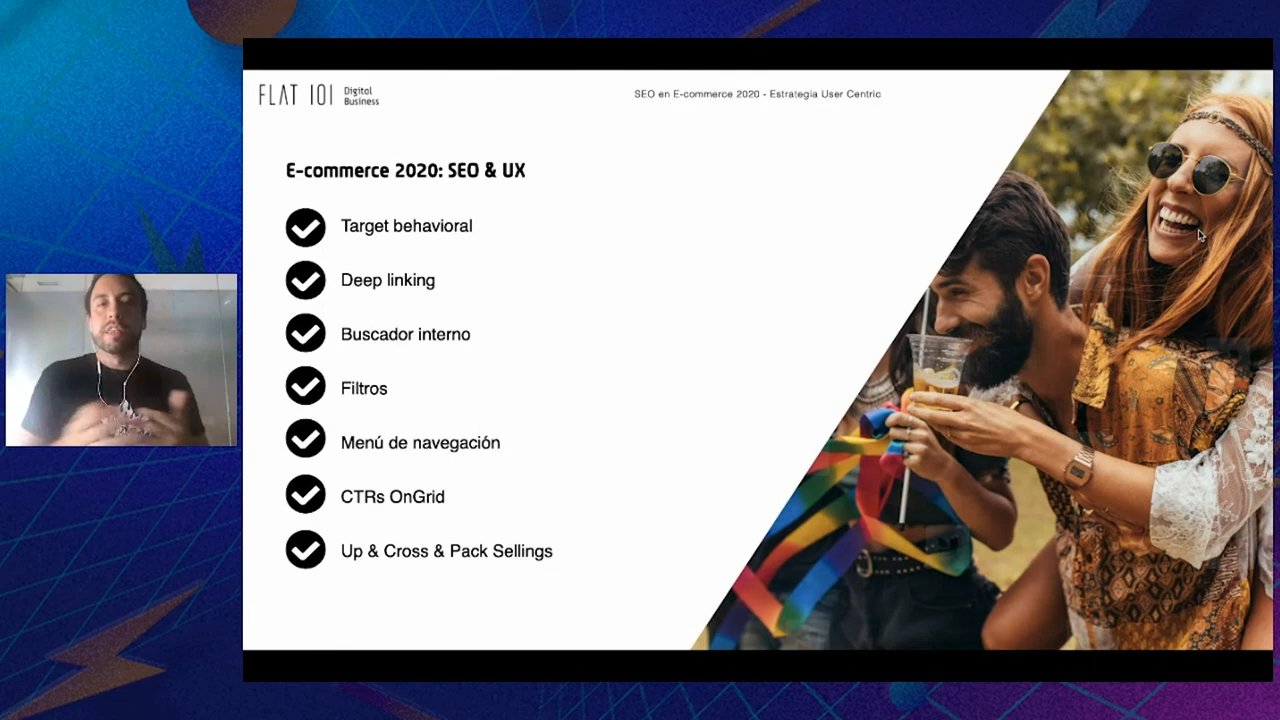 FLAT 101
Digital
Business
SEO en E-commerce 2020 - Estrategia User Centric
E-commerce 2020: SEO & UX
Target behavioral
Deep linking
Buscador interno
Filtros
Menú de navegación
CTRs OnGrid
Up & Cross & Pack Sellings